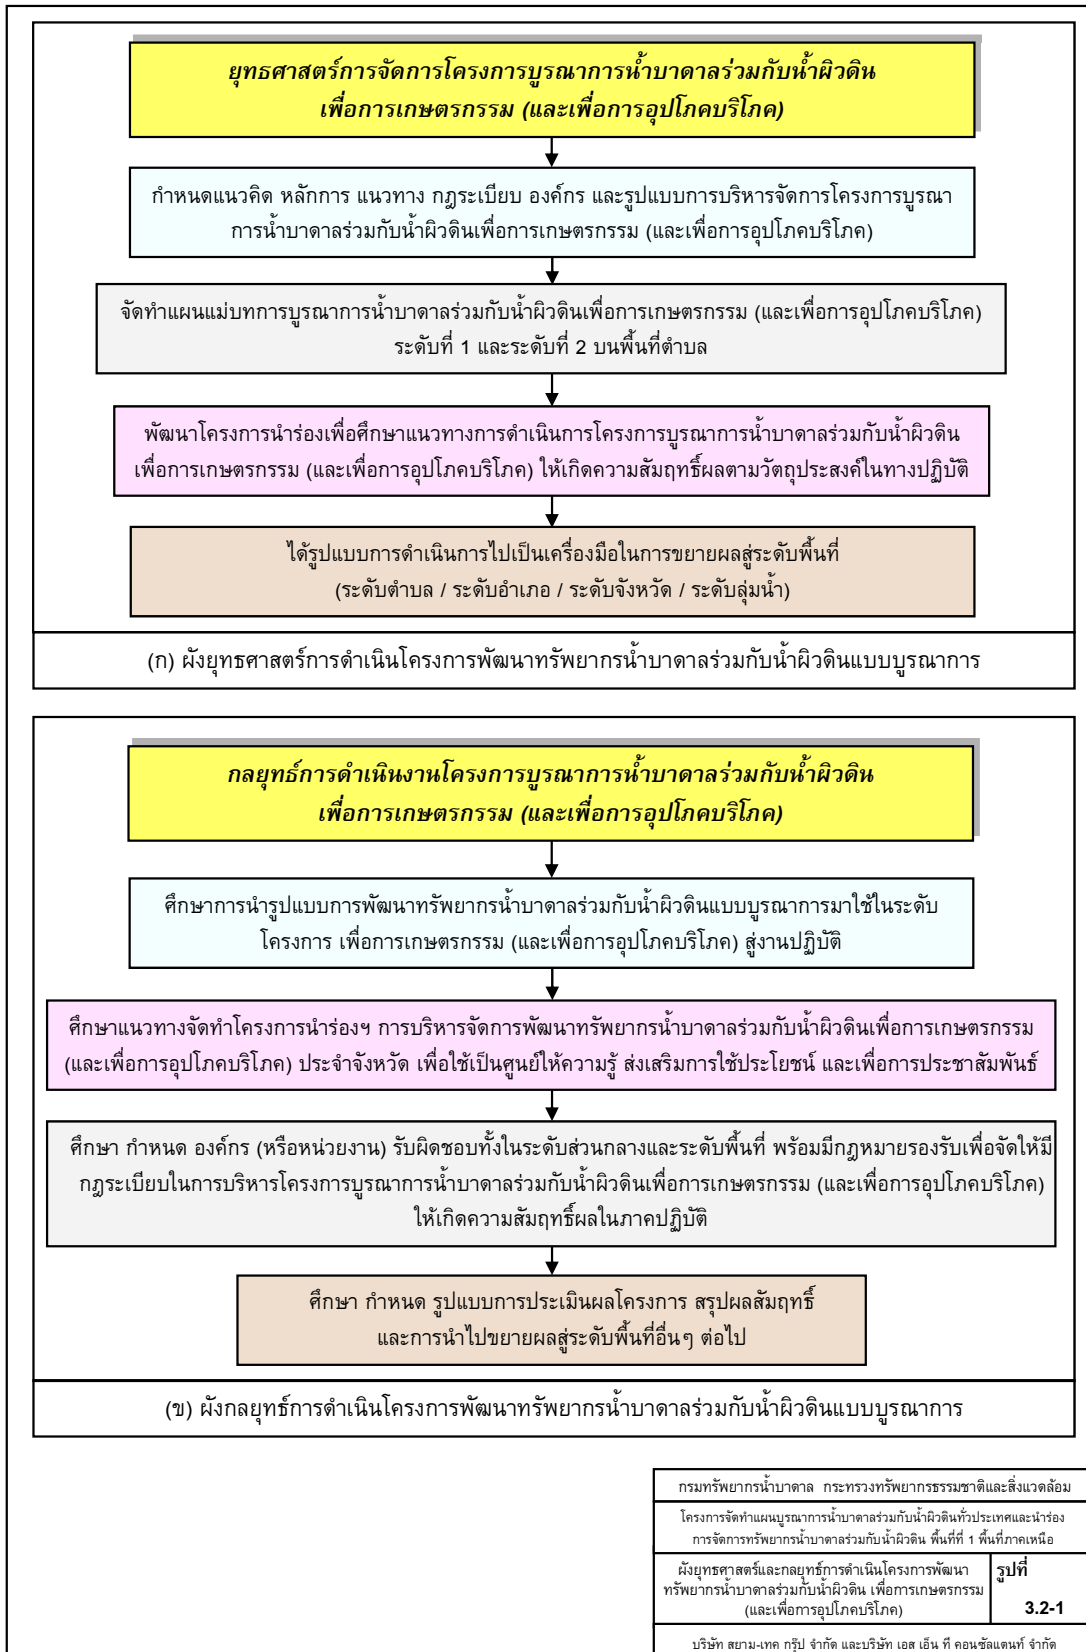 ยุทธศาสตร์การจัดการโครงการบูรณาการน้ำบาดาลร่วมกับน้ำผิวดิน
เพื่อการเกษตรกรรม (และเพื่อการอุปโภคบริโภค)
กำหนดแนวคิด หลักการ แนวทาง กฎระเบียบ องค์กร และรูปแบบการบริหารจัดการโครงการบูรณา
การน้ำบาดาลร่วมกับน้ำผิวดินเพื่อการเกษตรกรรม (และเพื่อการอุปโภคบริโภค)
จัดทำแผนแม่บทการบูรณาการน้ำบาดาลร่วมกับน้ำผิวดินเพื่อการเกษตรกรรม (และเพื่อการอุปโภคบริโภค)
ระดับที่ 1 และระดับที่ 2 บนพื้นที่ตำบล
พัฒนาโครงการนำร่องเพื่อศึกษาแนวทางการดำเนินการโครงการบูรณาการน้ำบาดาลร่วมกับน้ำผิวดิน
เพื่อการเกษตรกรรม (และเพื่อการอุปโภคบริโภค) ให้เกิดความสัมฤทธิ์ผลตามวัตถุประสงค์ในทางปฏิบัติ
ได้รูปแบบการดำเนินการไปเป็นเครื่องมือในการขยายผลสู่ระดับพื้นที่
(ระดับตำบล / ระดับอำเภอ / ระดับจังหวัด / ระดับลุ่มน้ำ)
(ก) ผังยุทธศาสตร์การดำเนินโครงการพัฒนาทรัพยากรน้ำบาดาลร่วมกับน้ำผิวดินแบบบูรณาการ
กลยุทธ์การดำเนินงานโครงการบูรณาการน้ำบาดาลร่วมกับน้ำผิวดิน
เพื่อการเกษตรกรรม (และเพื่อการอุปโภคบริโภค)
ศึกษาการนำรูปแบบการพัฒนาทรัพยากรน้ำบาดาลร่วมกับน้ำผิวดินแบบบูรณาการมาใช้ในระดับ
โครงการ เพื่อการเกษตรกรรม (และเพื่อการอุปโภคบริโภค) สู่งานปฏิบัติ
ศึกษาแนวทางจัดทำโครงการนำร่องฯ การบริหารจัดการพัฒนาทรัพยากรน้ำบาดาลร่วมกับน้ำผิวดินเพื่อการเกษตรกรรม
(และเพื่อการอุปโภคบริโภค) ประจำจังหวัด เพื่อใช้เป็นศูนย์ให้ความรู้ ส่งเสริมการใช้ประโยชน์ และเพื่อการประชาสัมพันธ์
ศึกษา กำหนด องค์กร (หรือหน่วยงาน) รับผิดชอบทั้งในระดับส่วนกลางและระดับพื้นที่ พร้อมมีกฎหมายรองรับเพื่อจัดให้มี
กฎระเบียบในการบริหารโครงการบูรณาการน้ำบาดาลร่วมกับน้ำผิวดินเพื่อการเกษตรกรรม (และเพื่อการอุปโภคบริโภค)
ให้เกิดความสัมฤทธิ์ผลในภาคปฏิบัติ
ศึกษา กำหนด รูปแบบการประเมินผลโครงการ สรุปผลสัมฤทธิ์
และการนำไปขยายผลสู่ระดับพื้นที่อื่นๆ ต่อไป
(ข) ผังกลยุทธ์การดำเนินโครงการพัฒนาทรัพยากรน้ำบาดาลร่วมกับน้ำผิวดินแบบบูรณาการ
กรมทรัพยากรน้ำบาดาล กระทรวงทรัพยากรธรรมชาติและสิ่งแวดล้อม
โครงการจัดทำแผนบูรณาการน้ำบาดาลร่วมกับน้ำผิวดินทั่วประเทศและนำร่อง
การจัดการทรัพยากรน้ำบาดาลร่วมกับน้ำผิวดิน พื้นที่ที่ 1 พื้นที่ภาคเหนือ
ผังยุทธศาสตร์และกลยุทธ์การดำเนินโครงการพัฒนา
ทรัพยากรน้ำบาดาลร่วมกับน้ำผิวดิน เพื่อการเกษตรกรรม
(และเพื่อการอุปโภคบริโภค)
รูปที่
3.2-1
บริษัท สยาม-เทค กรุ๊ป จำกัด และบริษัท เอส เอ็น ที คอนซัลแตนท์ จำกัด